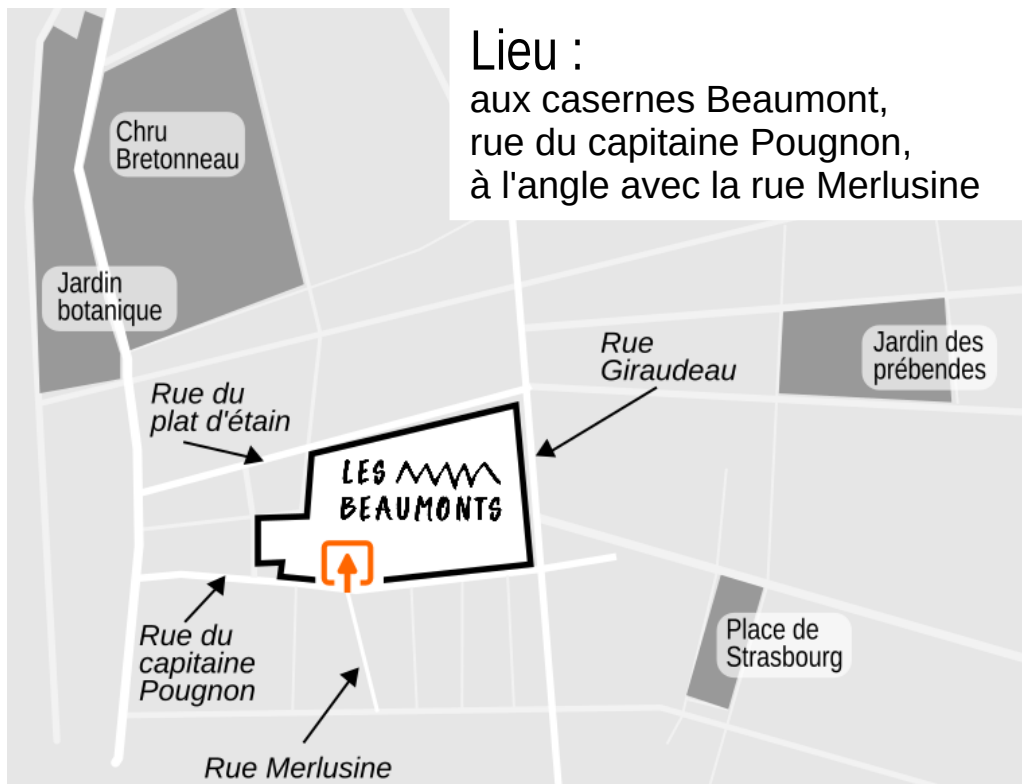 Lieu :
aux casernes Beaumont,
rue du capitaine Pougnon,
à l'angle avec la rue Merlusine
Chru
Bretonneau
Jardin
botanique
Rue
Giraudeau
Jardin des
prébendes
Rue du
plat d'étain
LES
BEAUMONTS
Rue du
capitaine
Pougnon
Place de
Strasbourg
Rue Merlusine